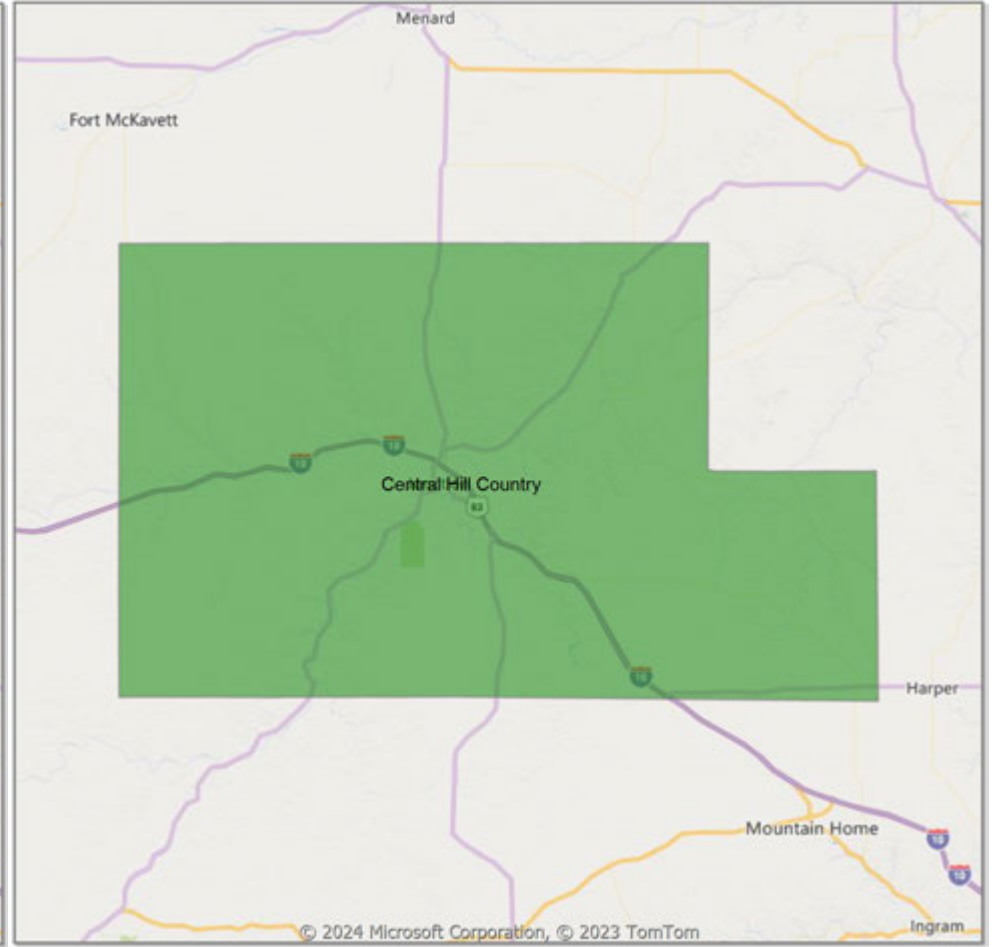 Menard
Fort McKavett
10
10
Central Hill Country
83
10
Harper
Mountain Home
10
10
Ingram
© 2024 Microsoft Corporation, © 2023 TomTom